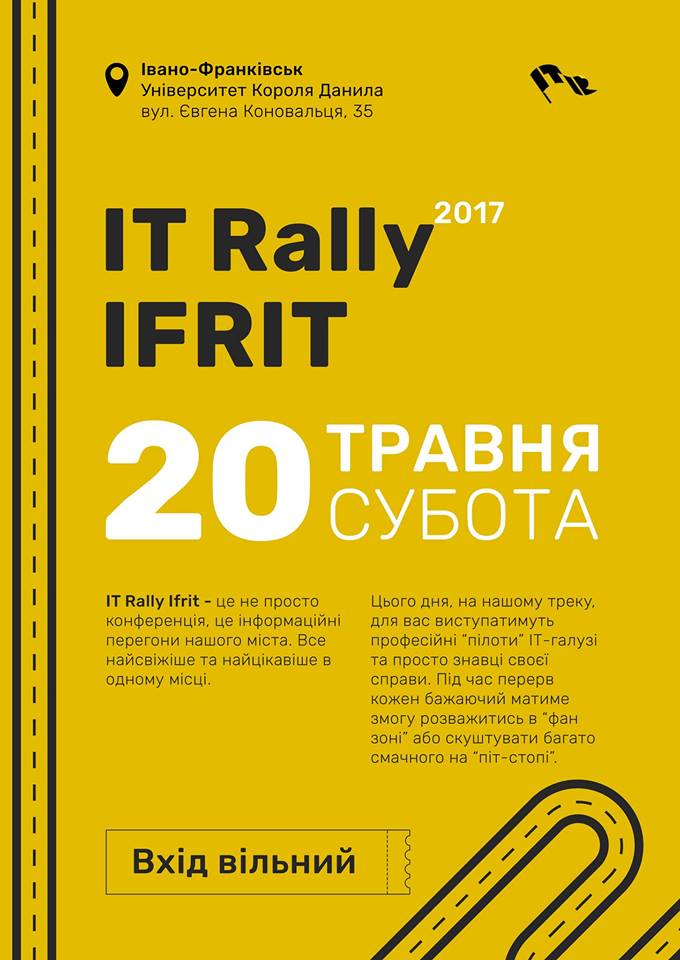 Івано-Франківськ
Університет Короля Данила
вул. Євгена Коновальця, 35
IT IR
IT Rally 2017
IFRIT
20 ТРАВНЯ
СУБОТА
IT Rally Ifrit - це не просто
конференція, це інформаційні
перегони нашого міста. Все
найсвіжіше та найцікавіше в
одному місці.
Цього дня, на нашому треку,
для вас виступатимуть
професійні “пілоти” ІТ-галузі
та просто знавці своєї
справи. Під час перерв
кожен бажаючий матиме
змогу розважитись в “фан
зоні” або скуштувати багато
смачного на “піт-стопі”.
Вхід вільний